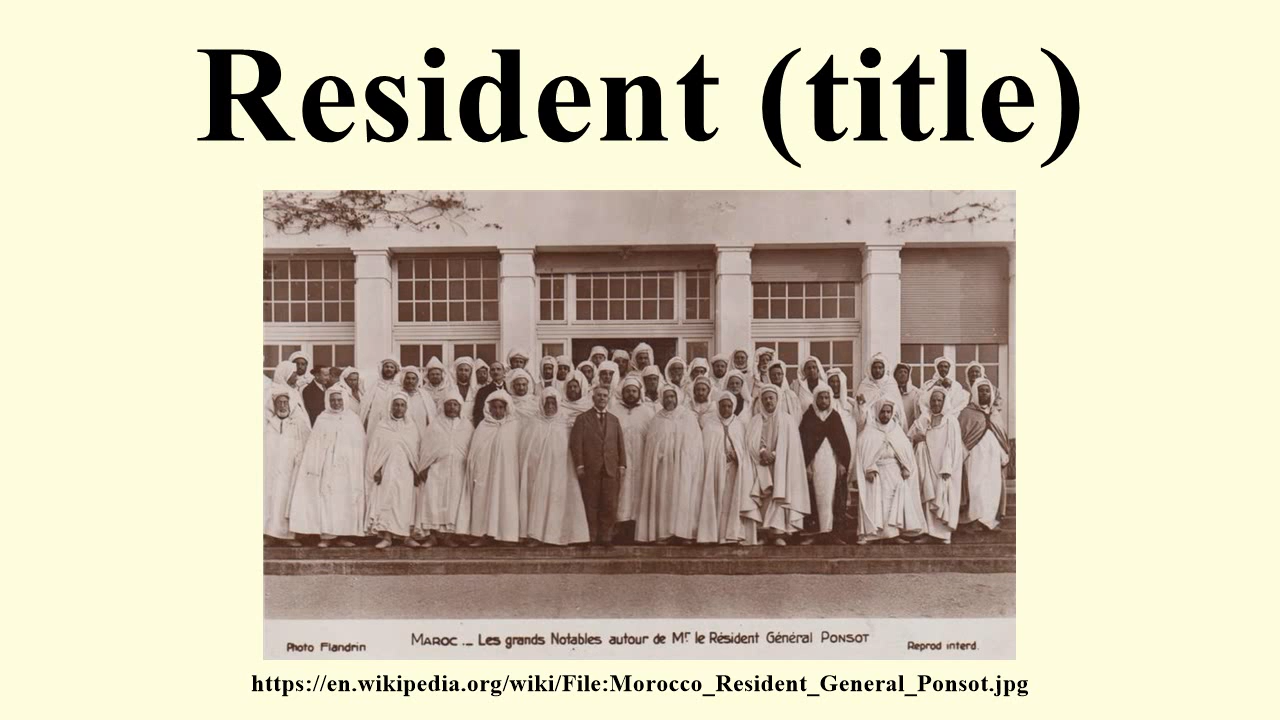 Resident (title)
Photo Flandrin
MAROC .. Les grands Notables autour de Mr. le Résident Général PONSOT
Reprod interd.
https://en.wikipedia.org/wiki/File:Morocco_Resident_General_Ponsot.jpg